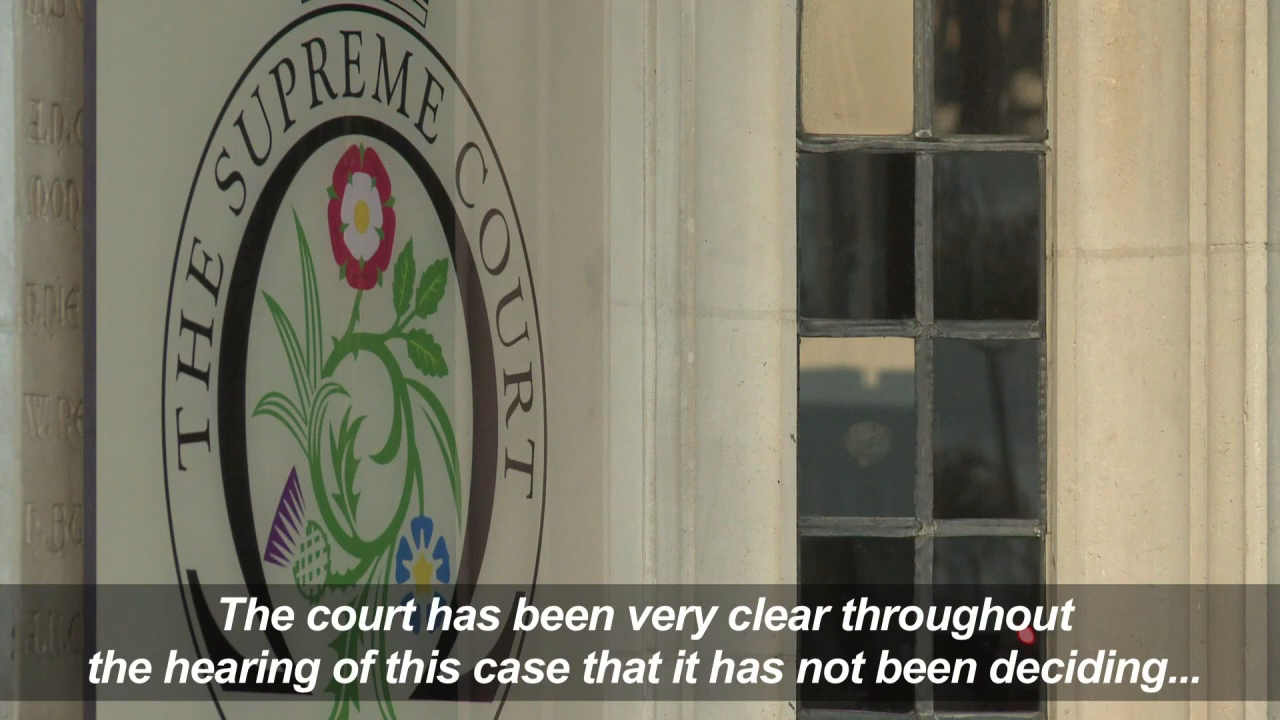 THE SUPREME COURT
The court has been very clear throughout
the hearing of this case that it has not been deciding...